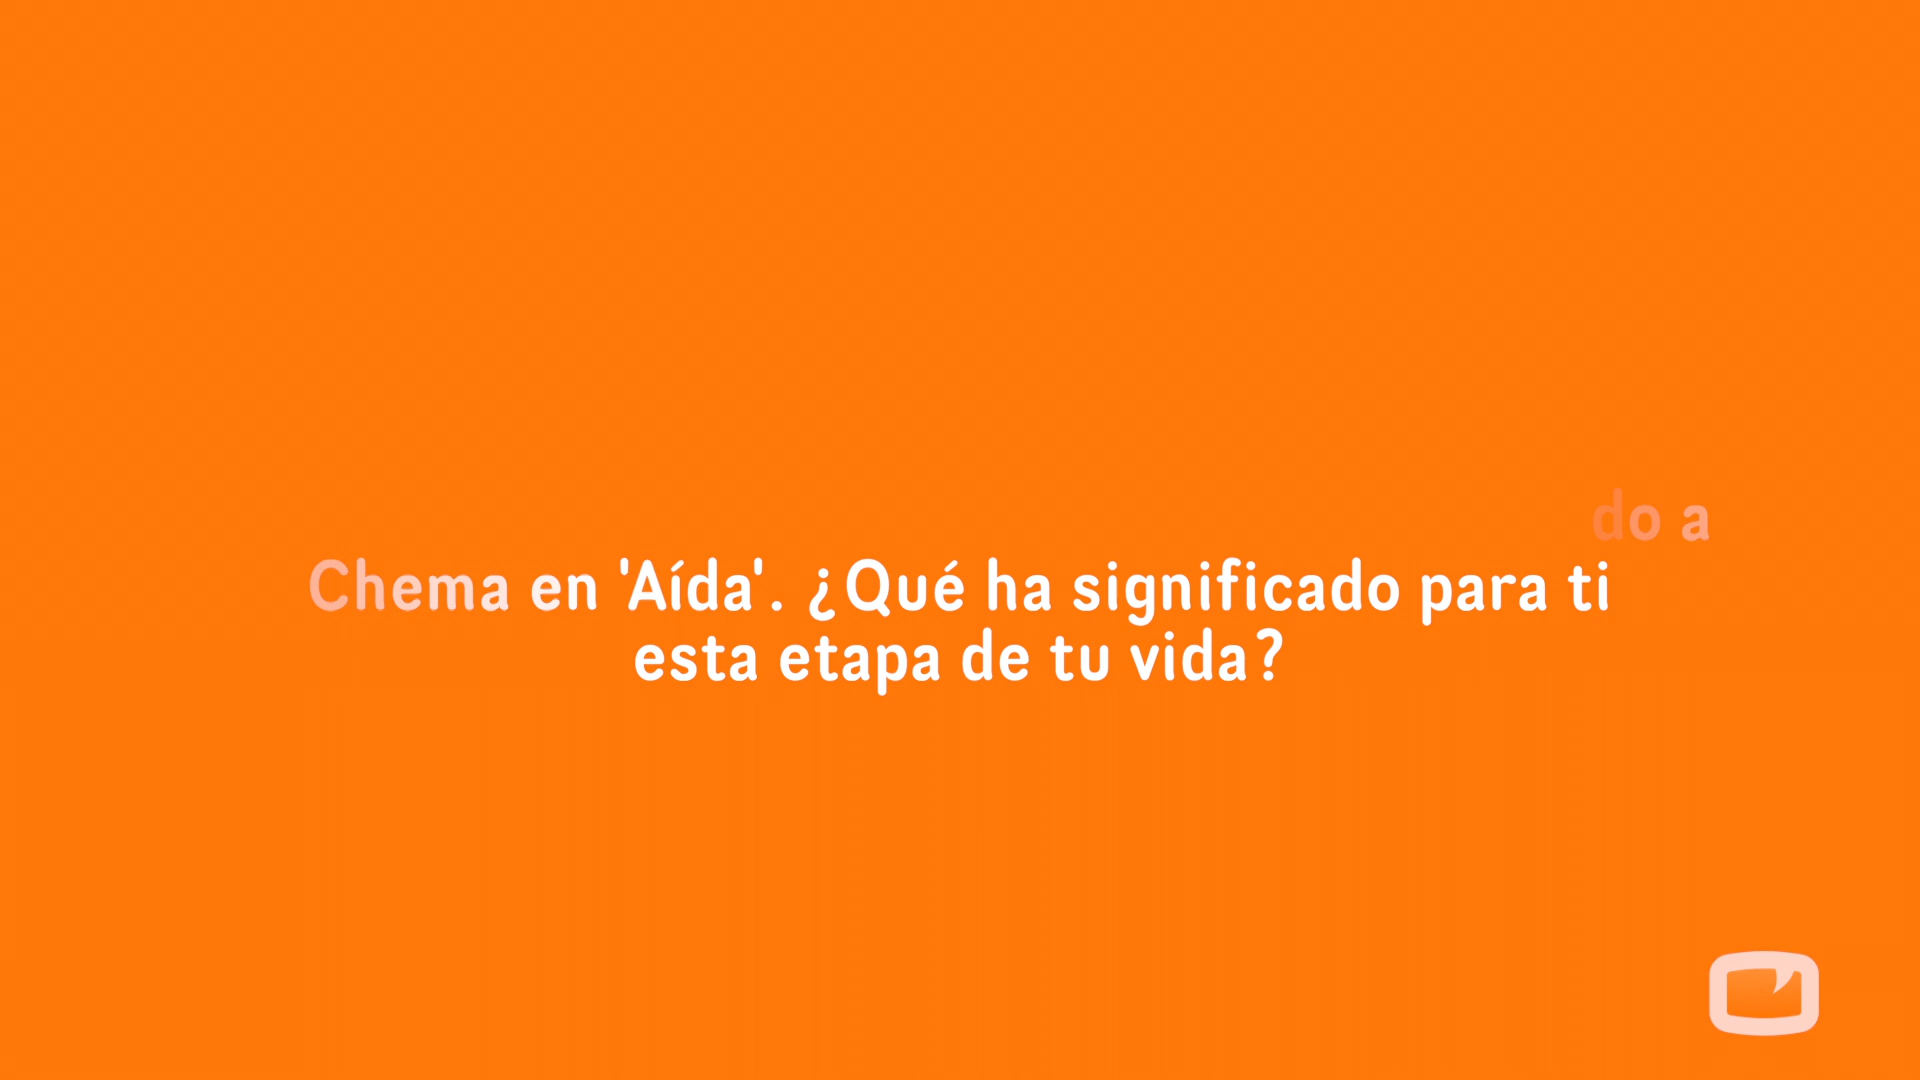 do a
Chema en 'Aída'. ¿Qué ha significado para ti
esta etapa de tu vida?